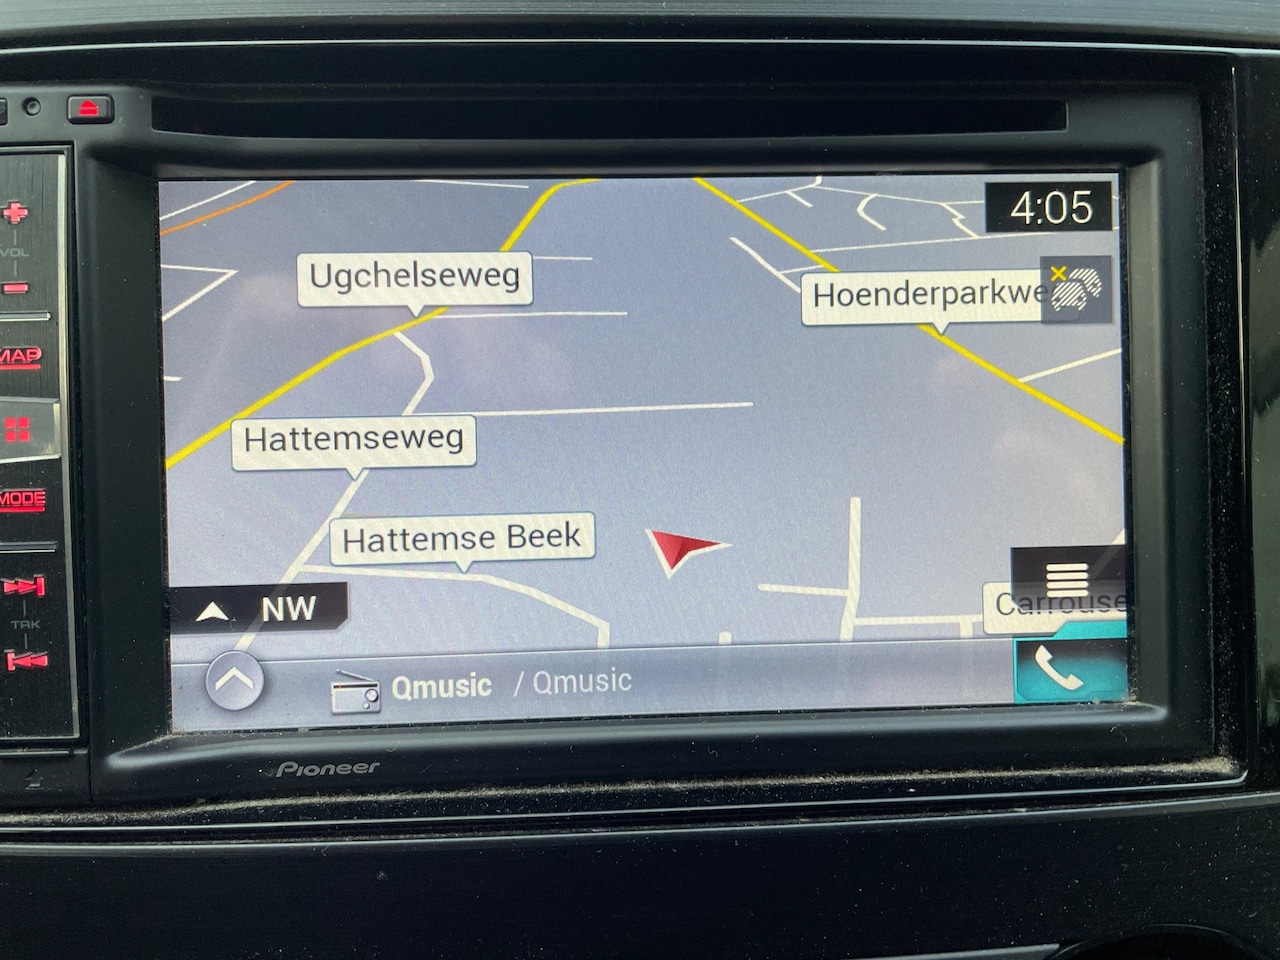 4:05
Ugchelseweg
Hoenderparkwe
Hattemseweg
Hattemse Beek
NW
Carrouse
Qmusic / Qmusic
VOL
MAP
MODE
TRK
Pioneer